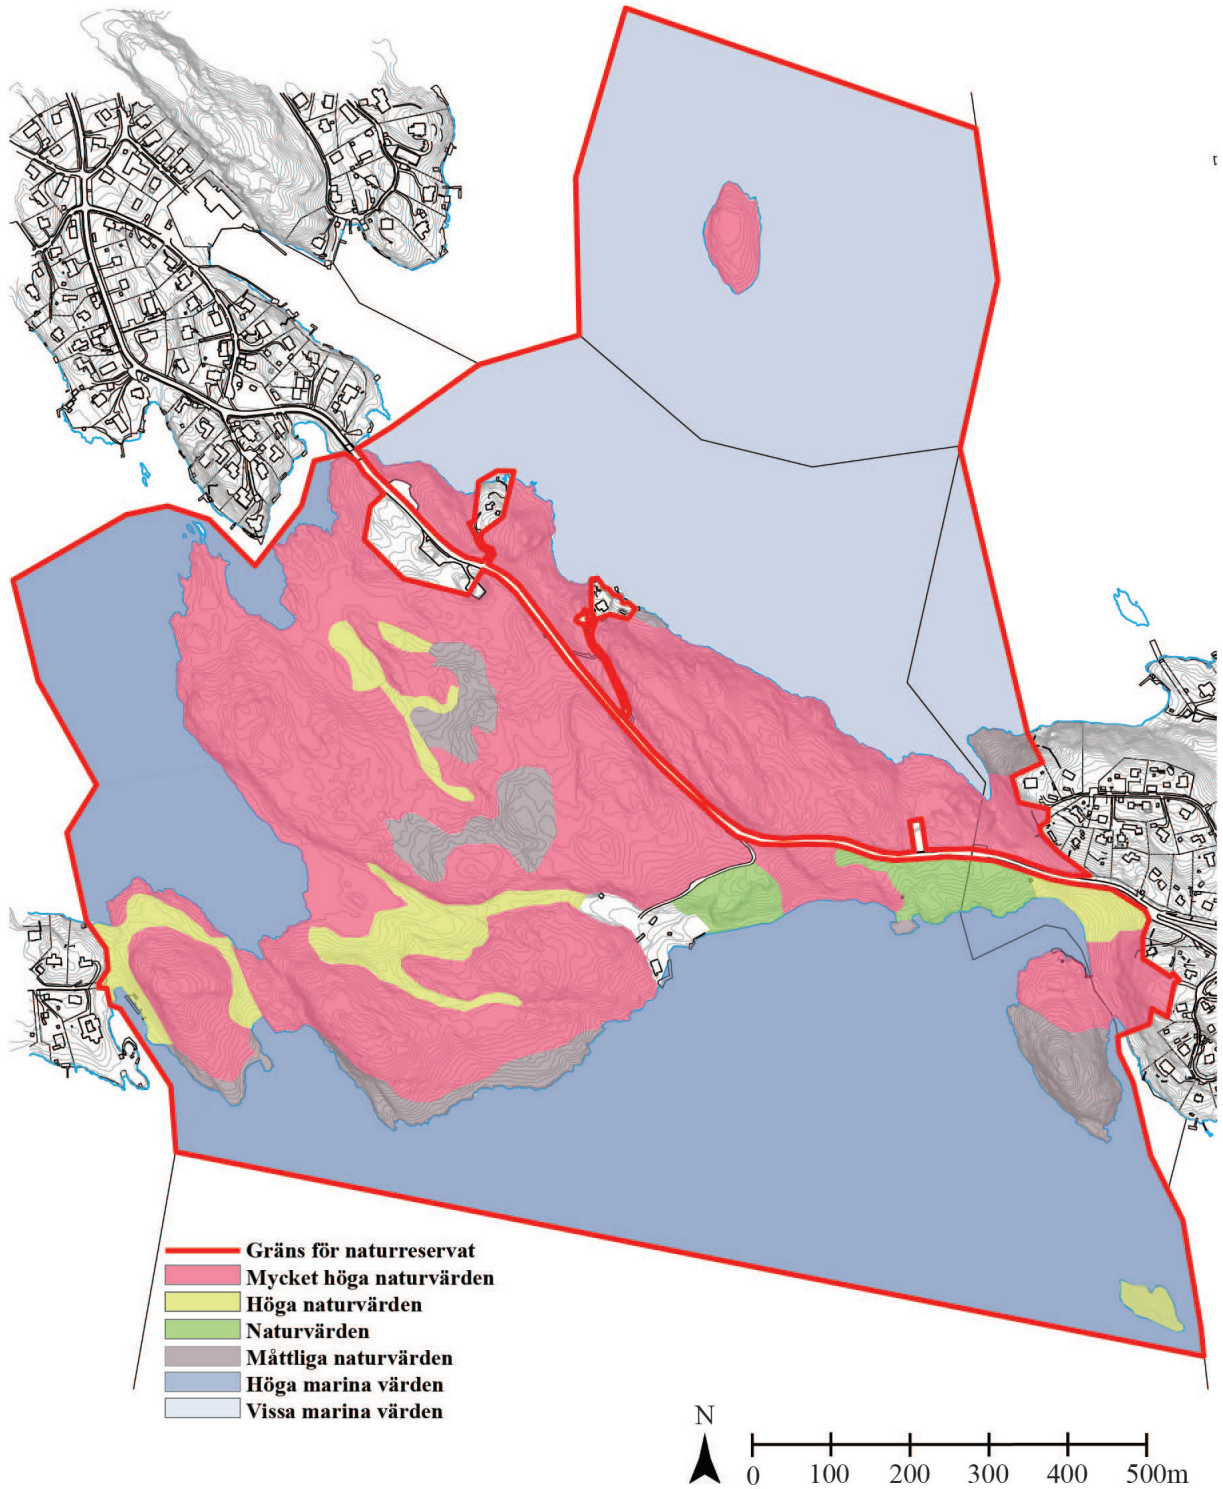 Gräns för naturreservat
Mycket höga naturvärden
Höga naturvärden
Naturvärden
Måttliga naturvärden
Höga marina värden
Vissa marina värden
N
0 100 200 300 400 500m